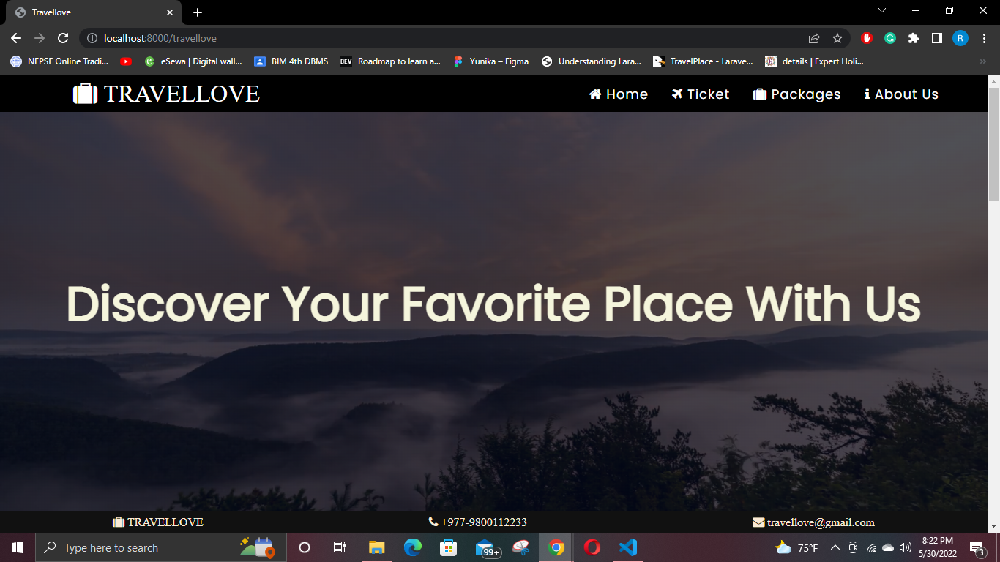 Travellove
localhost:8000/travellove
NEPSE Online Tradi...
eSewa | Digital wall...
BIM 4th DBMS
DEV
Roadmap to learn a...
Yunika – Figma
Understanding Lara...
TravelPlace - Larave...
details | Expert Holi...
R
TRAVELLOVE
Home
Ticket
Packages
About Us
Discover Your Favorite Place With Us
TRAVELLOVE
+977-9800112233
travellove@gmail.com
Type here to search
99+
75°F
8:22 PM
5/30/2022
3